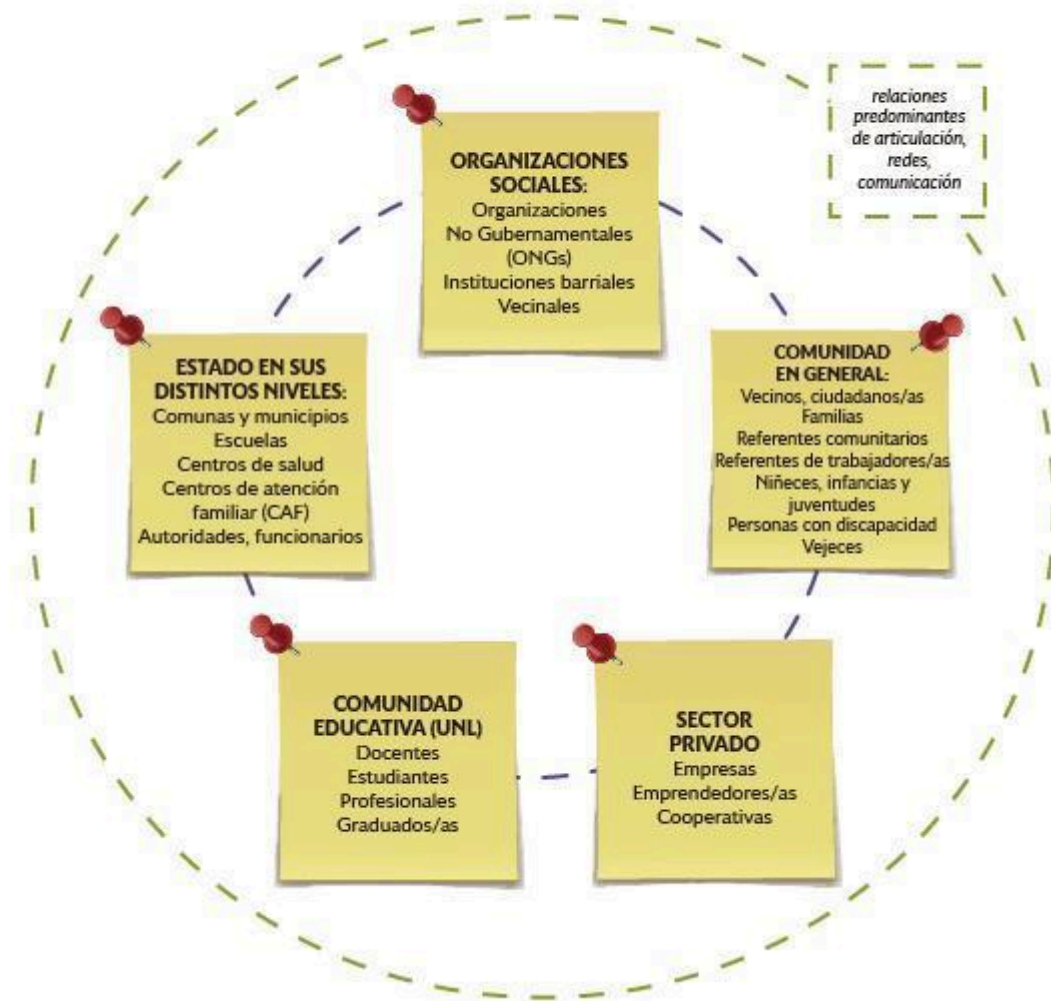 relaciones
predominantes
de articulación,
redes,
comunicación
ORGANIZACIONES
SOCIALES:
Organizaciones
No Gubernamentales
(ONGs)
Instituciones barriales
Vecinales
ESTADO EN SUS
DISTINTOS NIVELES:
Comunas y municipios
Escuelas
Centros de salud
Centros de atención
familiar (CAF)
Autoridades, funcionarios
COMUNIDAD
EN GENERAL:
Vecinos, ciudadanos/as
Familias
Referentes comunitarios
Referentes de trabajadores/as
Niñeces, infancias y
juventudes
Personas con discapacidad
Vejeces
COMUNIDAD
EDUCATIVA (UNL)
Docentes
Estudiantes
Profesionales
Graduados/as
SECTOR
PRIVADO
Empresas
Emprendedores/as
Cooperativas